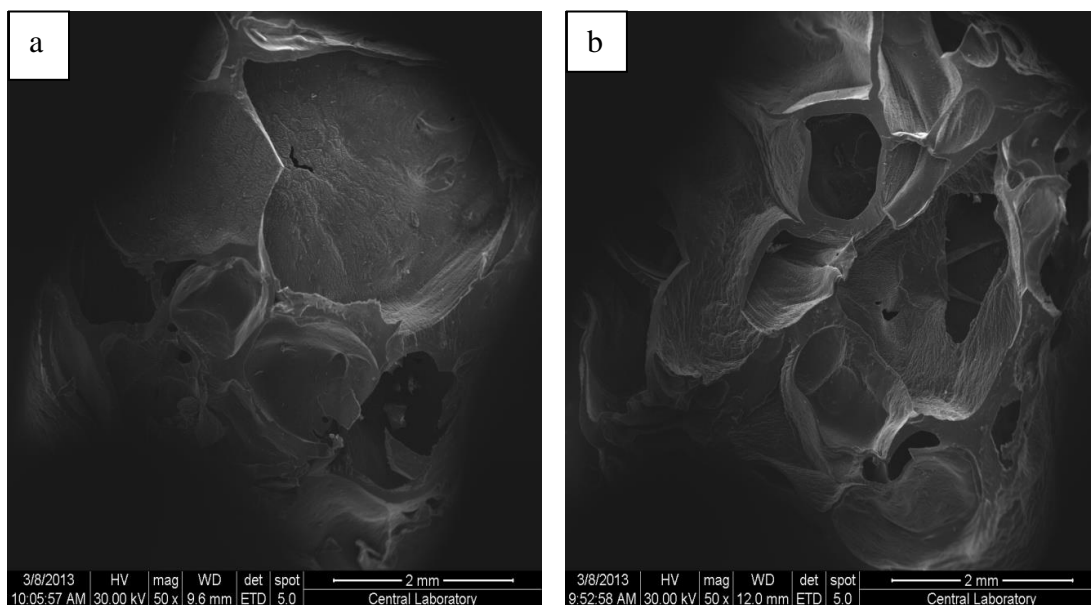 a
3/8/2013 HV mag WD det spot 2 mm
10:05:57 AM 30.00 kV 50 x 9.6 mm ETD 5.0 Central Laboratory
b
3/8/2013 HV mag WD det spot 2 mm
9:52:58 AM 30.00 kV 50 x 12.0 mm ETD 5.0 Central Laboratory